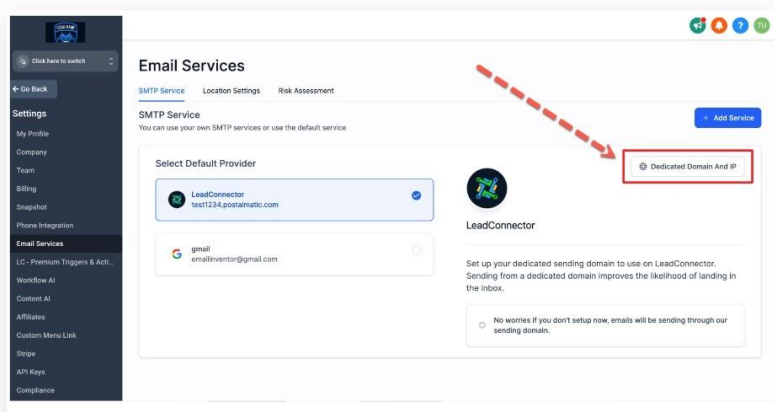 Click here to switch
TU
← Go Back
Settings
My Profile
Company
Team
Billing
Snapshot
Phone Integration
Email Services
LC - Premium Triggers & Acti...
Workflow AI
Content AI
Affiliates
Custom Menu Link
Stripe
API Keys
Compliance
Email Services
SMTP Service
Location Settings
Risk Assessment
SMTP Service
You can use your own SMTP services or use the default service
+ Add Service
Select Default Provider
LeadConnector
test1234.postalmatic.com
gmail
emailinventor@gmail.com
Dedicated Domain And IP
LeadConnector
Set up your dedicated sending domain to use on LeadConnector.
Sending from a dedicated domain improves the likelihood of landing in
the inbox.
No worries if you don't setup now, emails will be sending through our
sending domain.